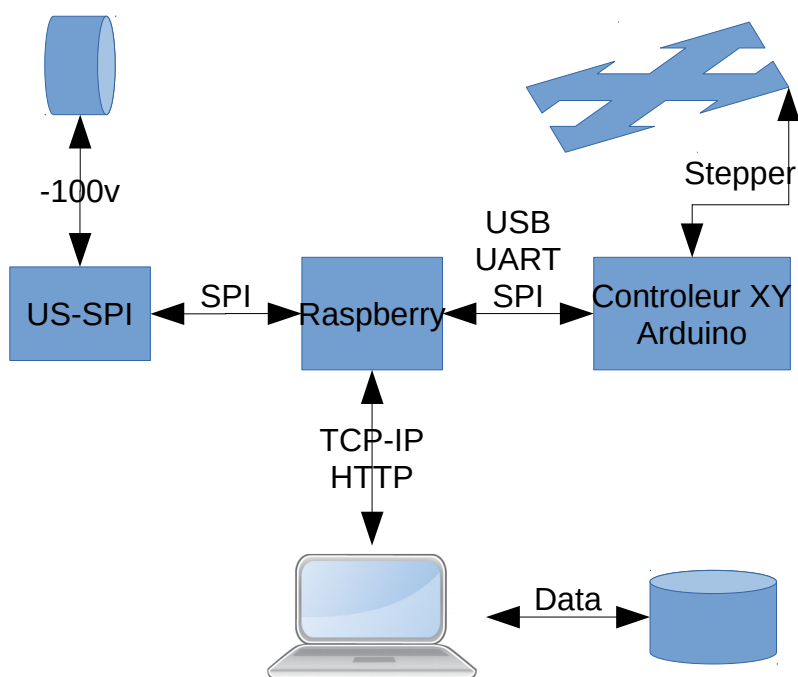 -100v
Stepper
USB
UART
SPI
SPI
US-SPI
Raspberry
Controleur XY
Arduino
TCP-IP
HTTP
Data